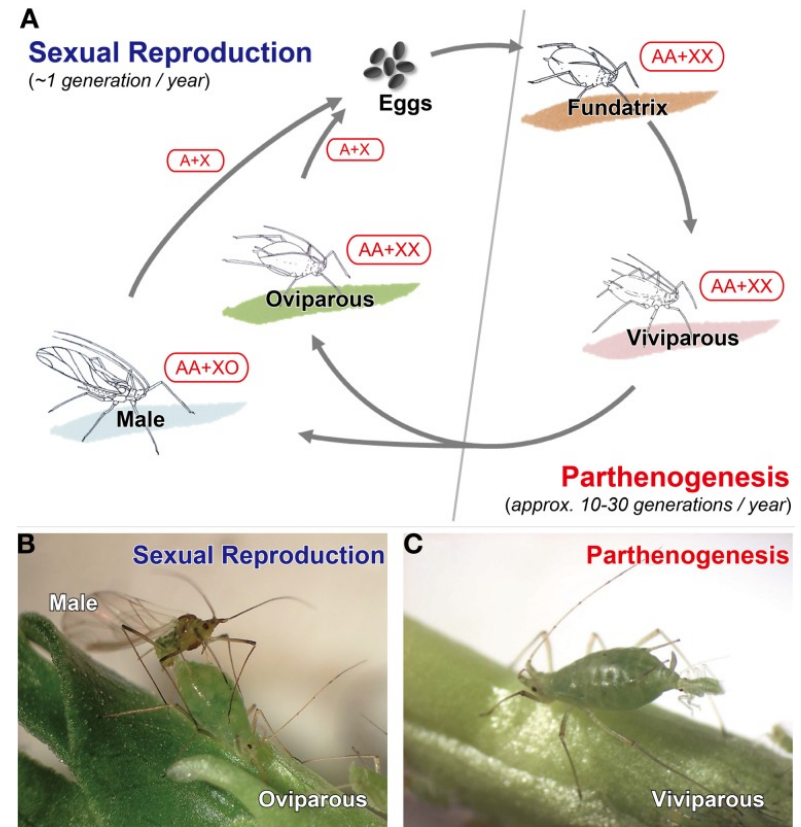 A
Sexual Reproduction
(~1 generation / year)
Eggs
AA+XX
Fundatrix
A+X
A+X
AA+XX
Oviparous
AA+XX
Viviparous
AA+XO
Male
Parthenogenesis
(approx. 10-30 generations / year)
B
Sexual Reproduction
Male
Oviparous
C
Parthenogenesis
Viviparous